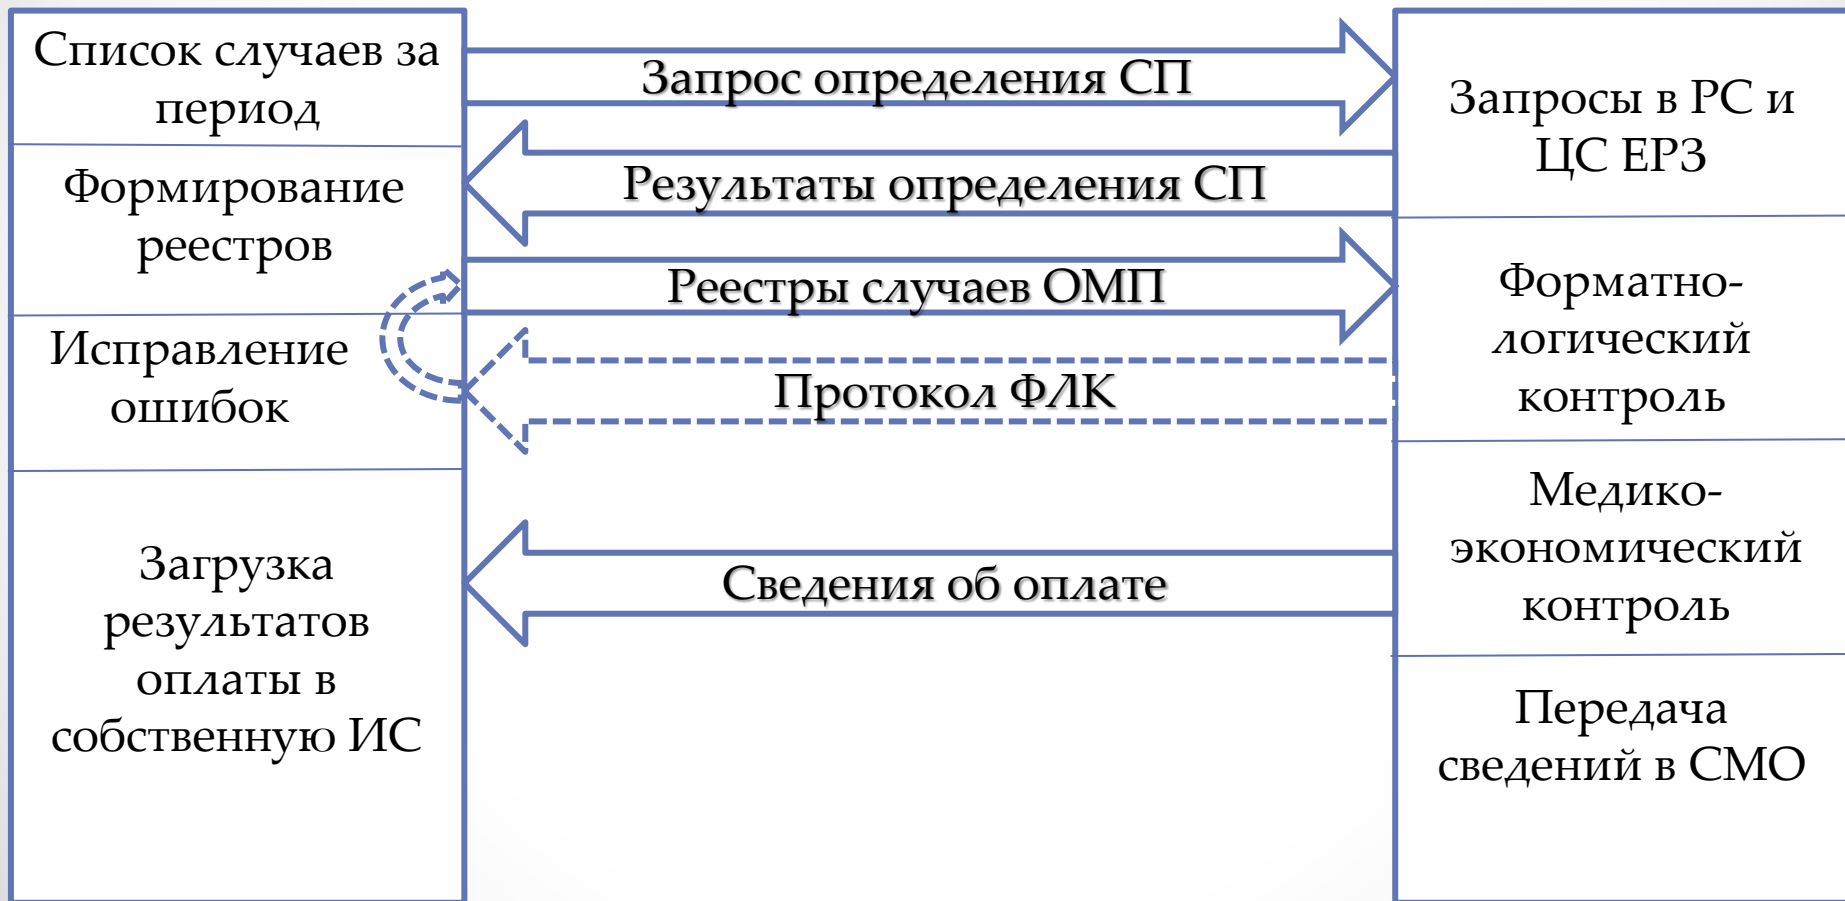 Список случаев за
период
Формирование
реестров
Исправление
ошибок
Загрузка
результатов
оплаты в
собственную ИС
Запрос определения СП
Результаты определения СП
Реестры случаев ОМП
Протокол ФЛК
Сведения об оплате
Запросы в РС и
ЦС ЕРЗ
Форматно-
логический
контроль
Медико-
экономический
контроль
Передача
сведений в СМО